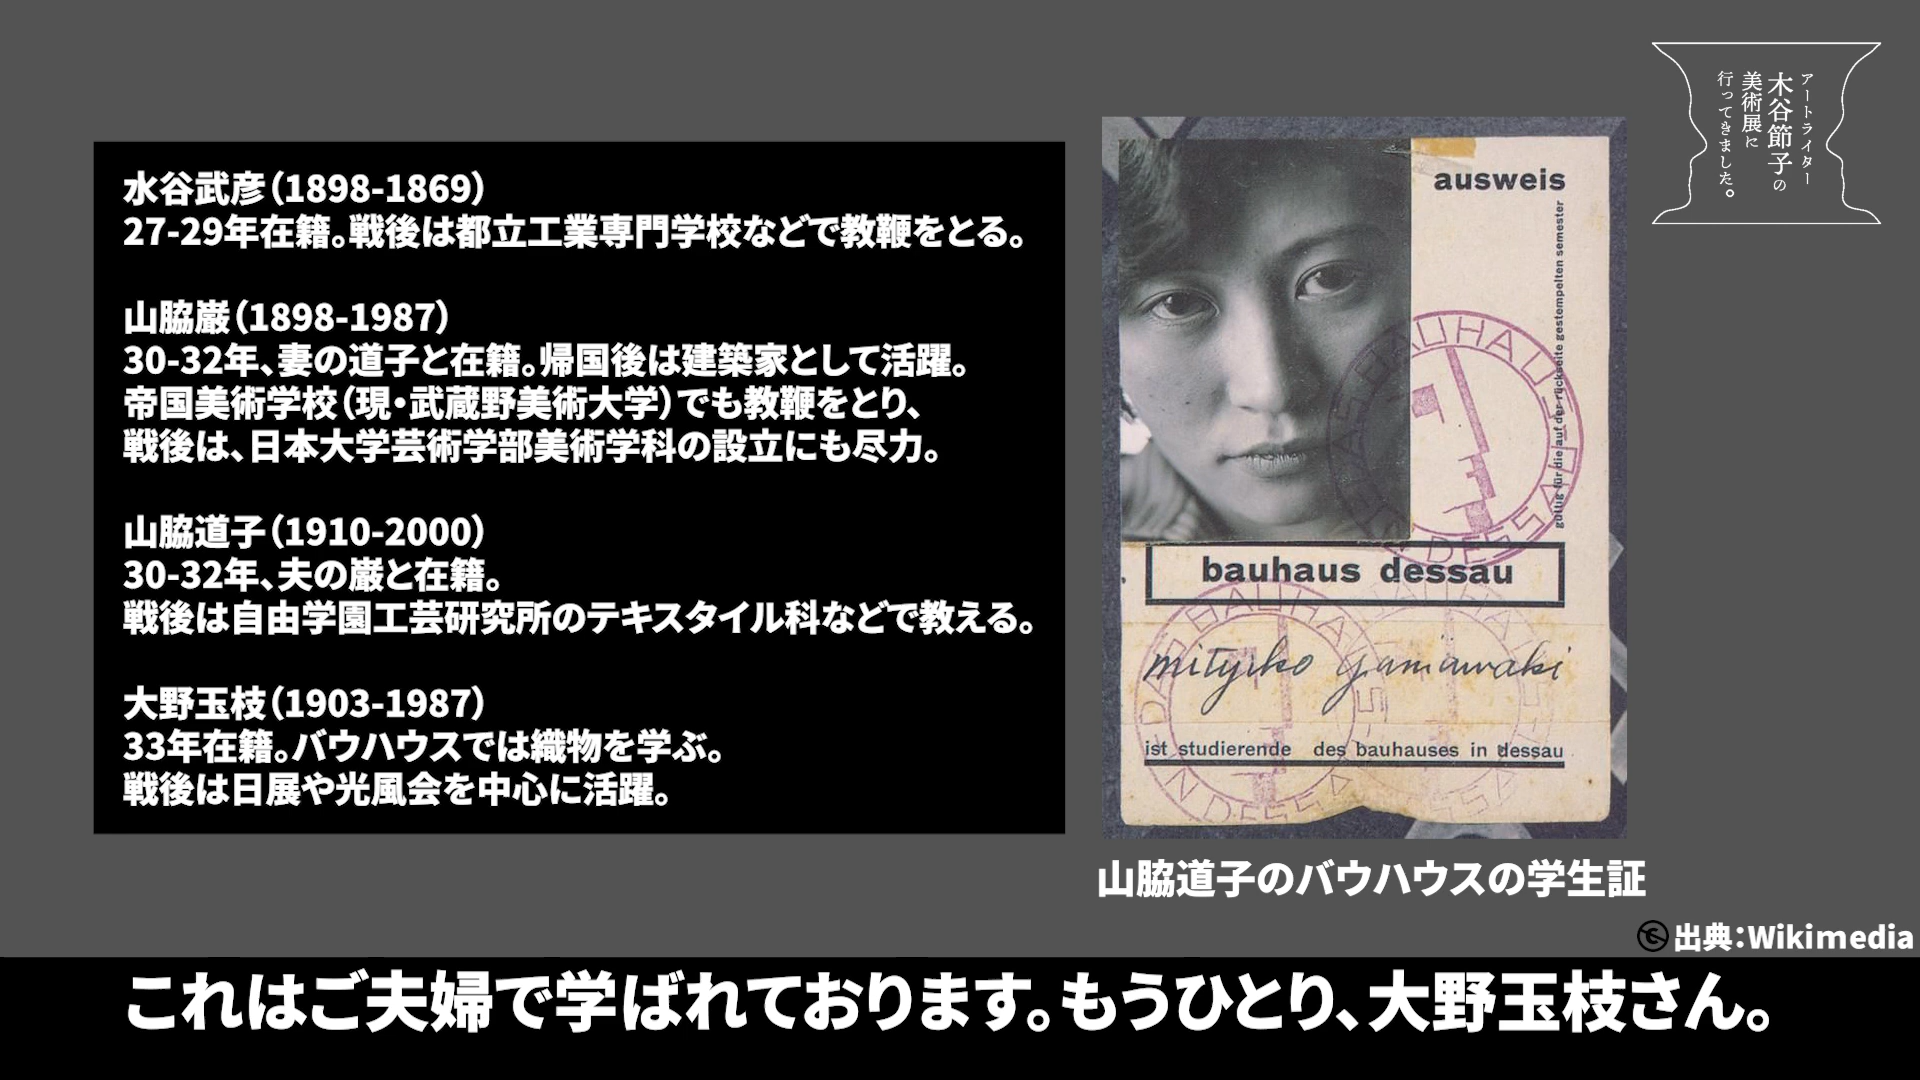 アートライター
木谷節子の
美術展に
行ってきました。
水谷武彦（1898-1869）
27-29年在籍。戦後は都立工業専門学校などで教鞭をとる。
山脇巌（1898-1987）
30-32年、妻の道子と在籍。帰国後は建築家として活躍。
帝国美術学校（現・武蔵野美術大学）でも教鞭をとり、
戦後は、日本大学芸術学部美術学科の設立にも尽力。
山脇道子（1910-2000）
30-32年、夫の巌と在籍。
戦後は自由学園工芸研究所のテキスタイル科などで教える。
大野玉枝（1903-1987）
33年在籍。バウハウスでは織物を学ぶ。
戦後は日展や光風会を中心に活躍。
ausweis
gültig für die auf der rückseite gestempelten semester
BAUHAUS DESSAU
bauhaus dessau
mityiko yamawaki
ist studierende des bauhauses in dessau
山脇道子のバウハウスの学生証
出典：Wikimedia
これはご夫婦で学ばれております。もうひとり、大野玉枝さん。